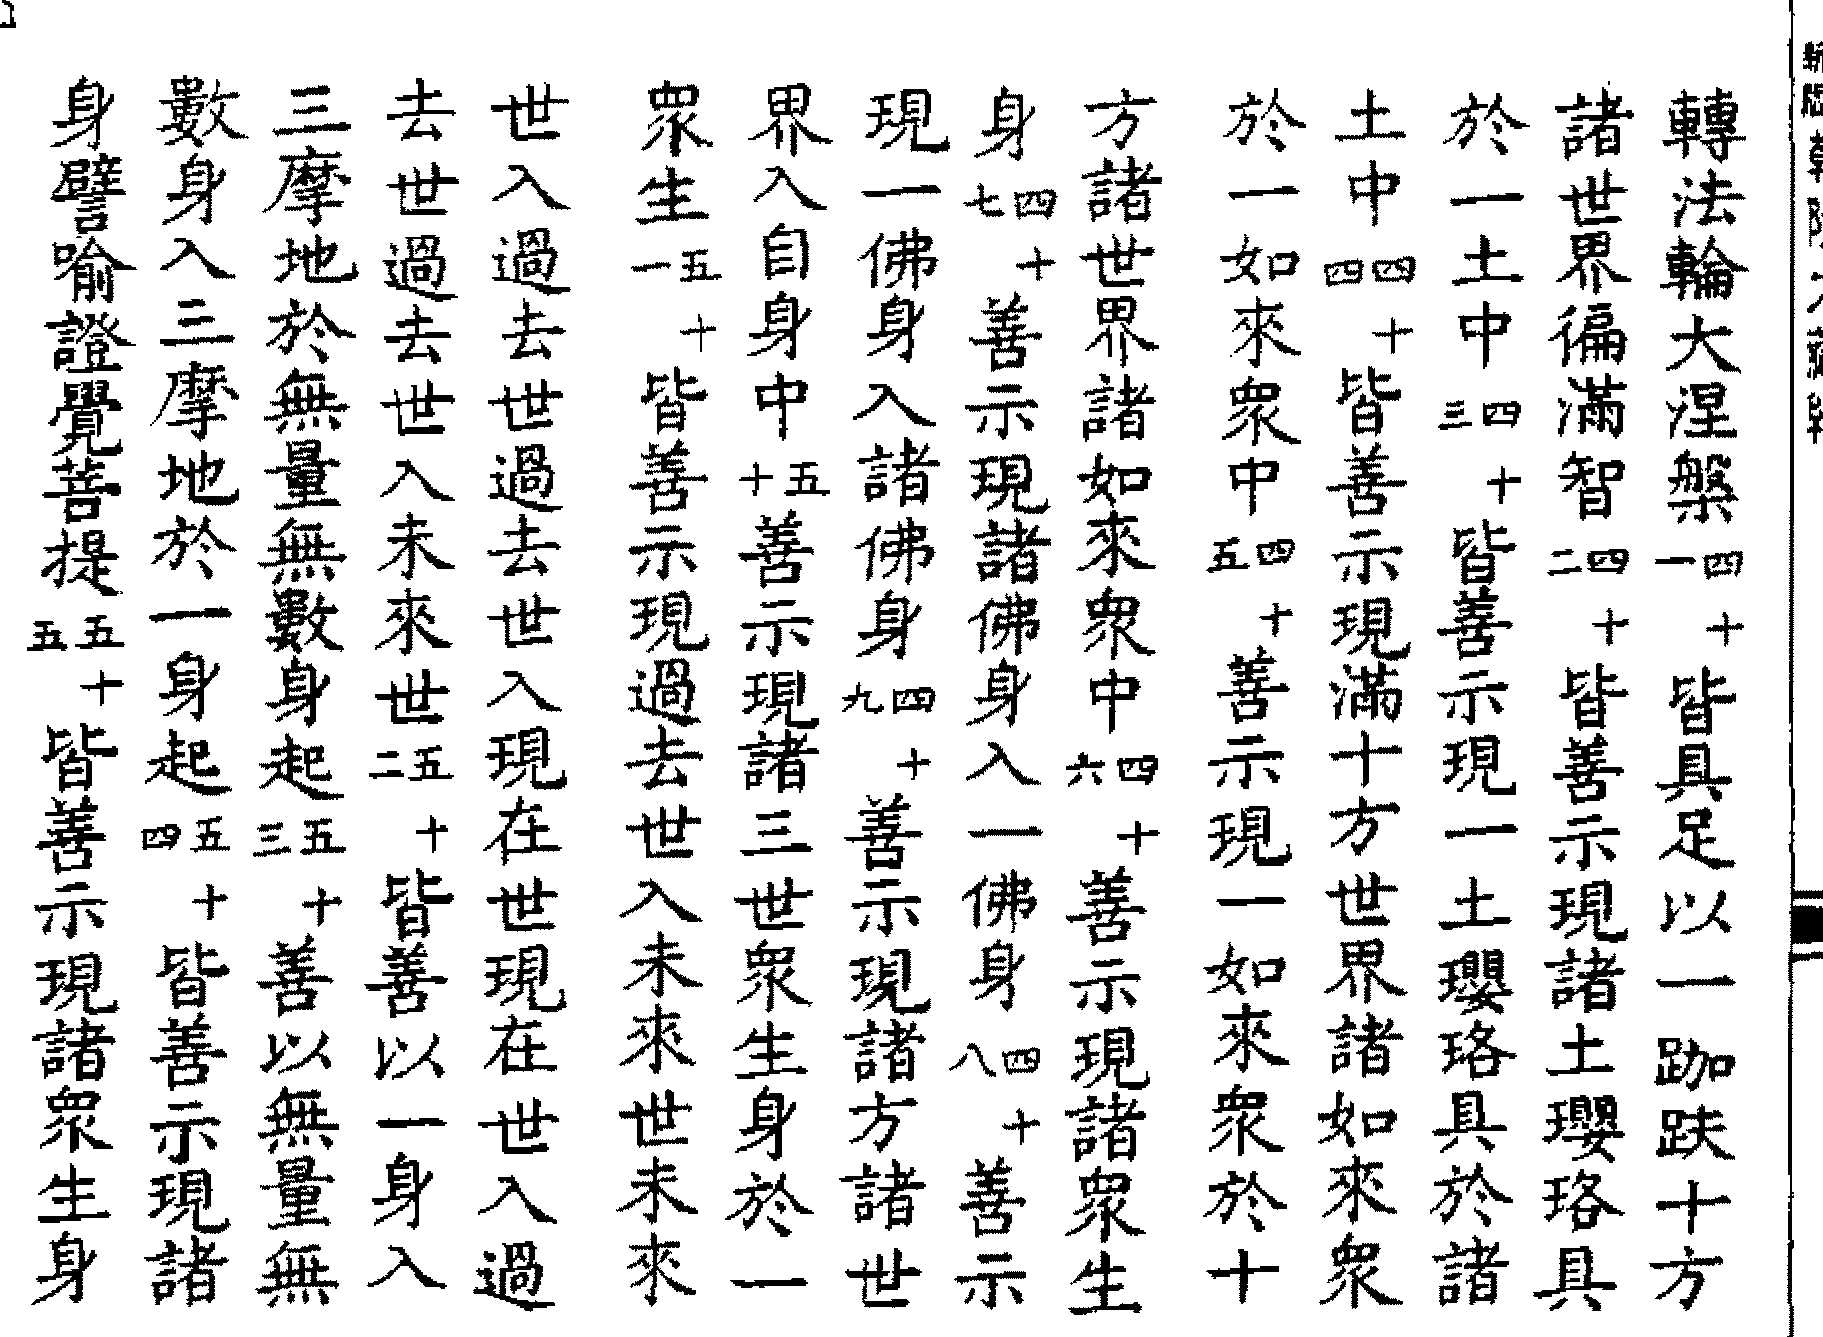 轉法輪大涅槃四十一皆具足以一跏趺十方
諸世界徧滿智四十二皆善示現諸土瓔珞具
於一土中四十三皆善示現一土瓔珞具於諸
土中四十四皆善示現滿十方世界諸如來眾
於一如來眾中四十五善示現一如來眾於十
方諸世界諸如來眾中四十六善示現諸眾生
身四十七善示現諸佛身入一佛身四十八善示
現一佛身入諸佛身四十九善示現諸方諸世
界入自身中五十善示現諸三世眾生身於一
眾生五十一皆善示現過去世入未來世未來
世入過去世過去世入現在世現在世入過
去世過去世入未來世五十二皆善以一身入
三摩地於無量無數身起五十三善以無量無
數身入三摩地於一身起五十四皆善示現諸
身譬喻證覺菩提五十五皆善示現諸眾生身